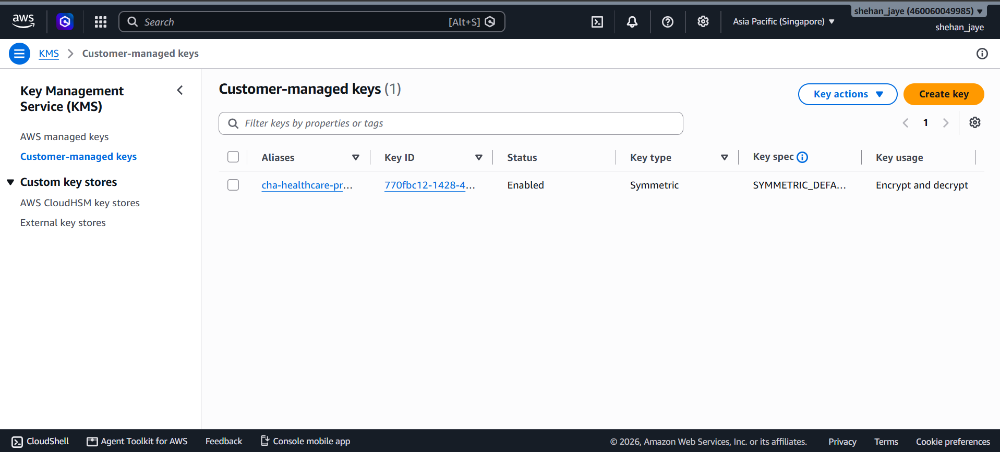 aws
Search [Alt+S]
Asia Pacific (Singapore)
shehan_jaye (460060049985)
shehan_jaye
KMS Customer-managed keys
Key Management
Service (KMS)
AWS managed keys
Customer-managed keys
Custom key stores
AWS CloudHSM key stores
External key stores
Customer-managed keys (1)
Key actions
Create key
Filter keys by properties or tags
1
Aliases Key ID Status Key type Key spec Key usage
cha-healthcare-pr... 770fbc12-1428-4... Enabled Symmetric SYMMETRIC_DEFA... Encrypt and decrypt
CloudShell Agent Toolkit for AWS Feedback Console mobile app © 2026, Amazon Web Services, Inc. or its affiliates. Privacy Terms Cookie preferences